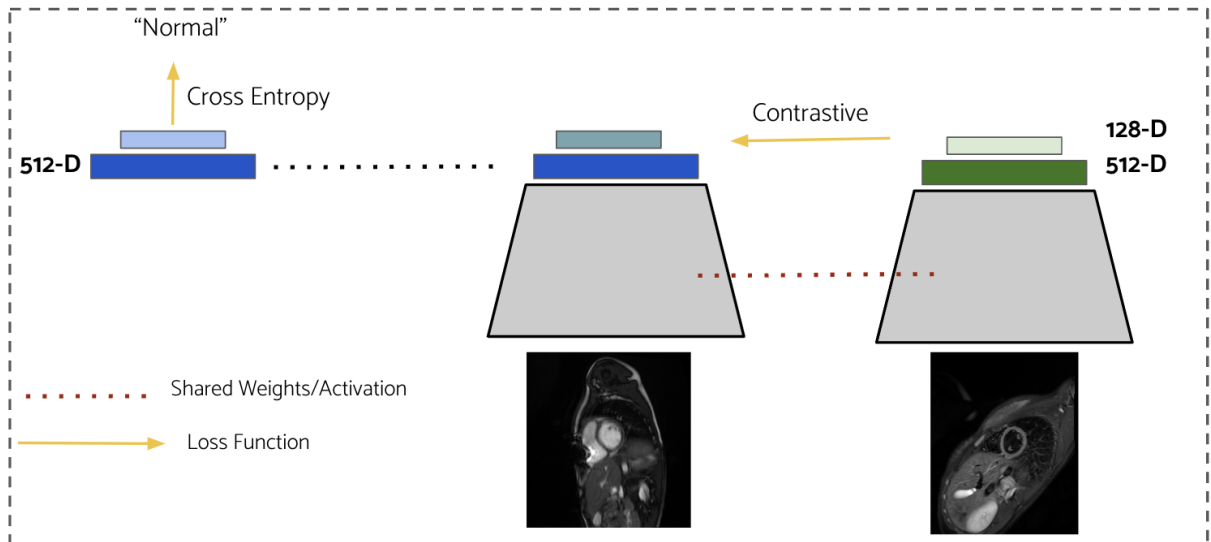 “Normal”
Cross Entropy
Contrastive
128-D
512-D
512-D
Shared Weights/Activation
Loss Function